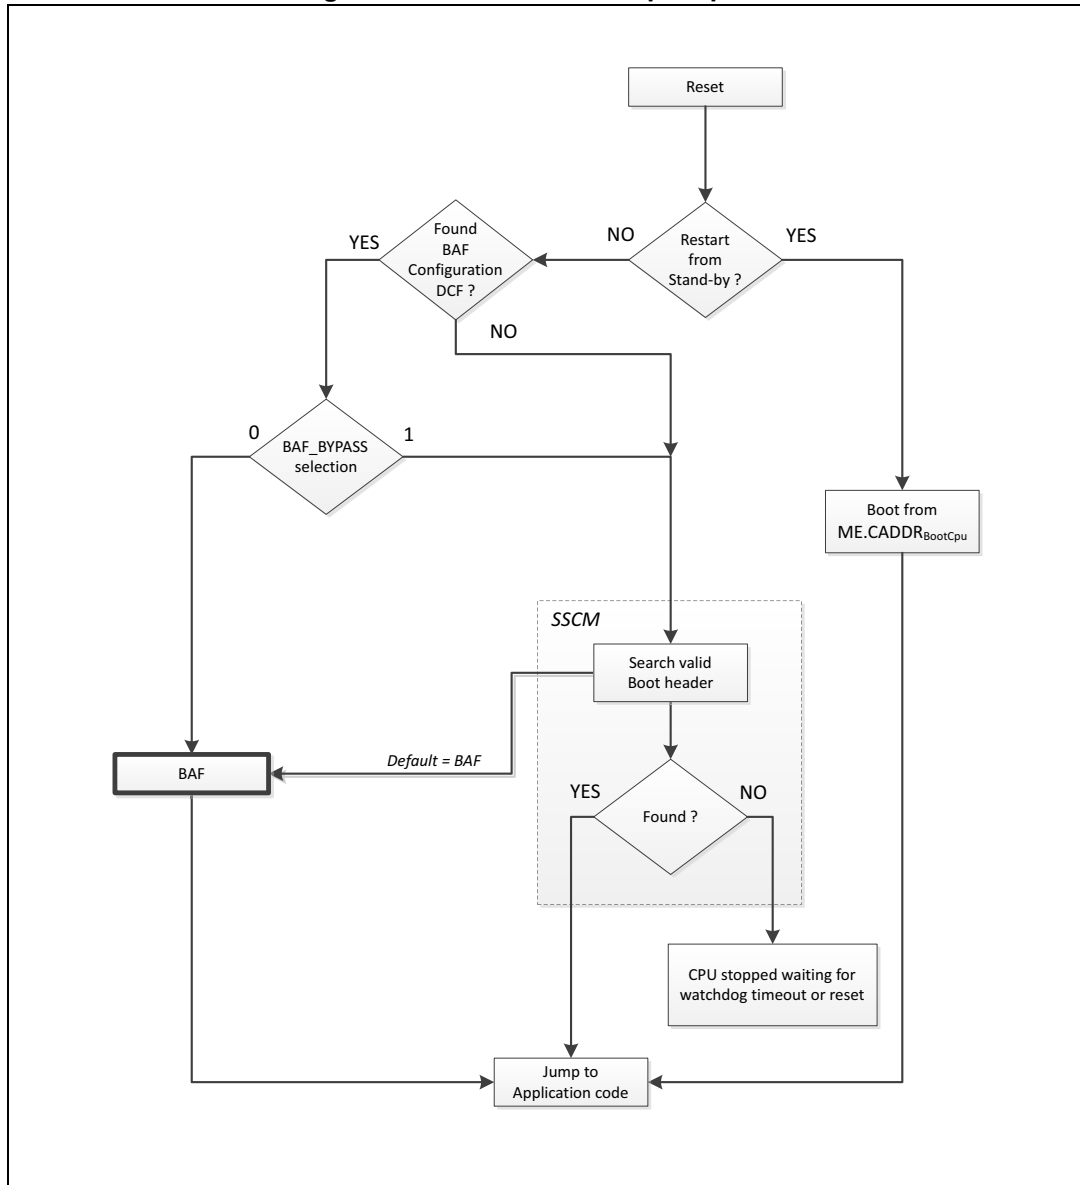 Reset
Restart
from
Stand-by ?
NO
YES
Found
BAF
Configuration
DCF ?
YES
NO
BAF_BYPASS
selection
0
1
Boot from
ME.CADDRBootCpu
SSCM
Search valid
Boot header
Default = BAF
BAF
Found ?
YES
NO
CPU stopped waiting for
watchdog timeout or reset
Jump to
Application code